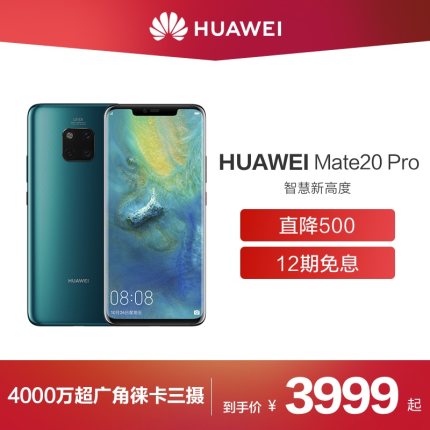 HUAWEI
HUAWEI Mate20 Pro
智慧新高度
直降500
12期免息
HUAWEI
08:08
4000万超广角徕卡三摄
到手价 ¥ 3999 起